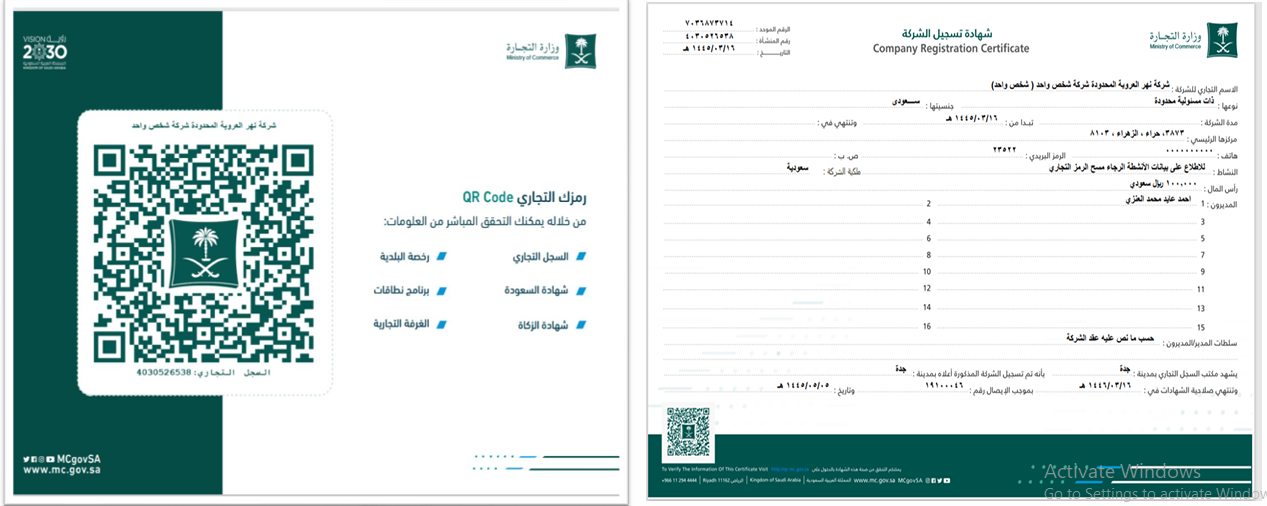 VISION رؤية
2030
المملكة العربية السعودية
KINGDOM OF SAUDI ARABIA
وزارة التجارة
Ministry of Commerce
شركة نهر العروبة المحدودة شركة شخص واحد
السجل التجاري: 4030526538
رمزك التجاري QR Code
من خلاله يمكنك التحقق المباشر من العلومات:
السجل التجاري
رخصة البلدية
شهادة السعودة
برنامج نطاقات
شهادة الزكاة
الغرفة التجارية
MCgovSA
www.mc.gov.sa
وزارة التجارة
Ministry of Commerce
شهادة تسجيل الشركة
Company Registration Certificate
الرقم الموحد : ٧٠٣٦٨٧٣٧١٤
رقم المنشأة : ٤٠٣٠٥٢٦٥٣٨
التاريخ : ١٤٤٥/٠٣/١٦ هـ
الاسم التجاري للشركة : شركة نهر العروبة المحدودة شركة شخص واحد ( شخص واحد)
نوعها : ذات مسئولية محدودة جنسيتها : سعودى
مدة الشركة : تبدا من : ١٤٤٥/٠٣/١٦ هـ وتنتهي في :
مركزها الرئيسي : ٣٨٧٣، حراء ، الزهراء ، ٨١٠٣
هاتف : ٠٠٠٠٠٠٠٠٠٠ الرمز البريدي : ٢٣٥٢٢ ص. ب :
النشاط : للاطلاع على بيانات الأنشطة الرجاء مسح الرمز التجاري ملكية الشركة : سعودية
رأس المال : ١٠٠,٠٠٠ ريال سعودي
المديرون : 1 احمد عايد محمد العنزي 2
3 4
5 6
7 8
9 10
11 12
13 14
15 16
سلطات المدير/المديرون : حسب ما نص عليه عقد الشركة
يشهد مكتب السجل التجاري بمدينة : جدة بأنه تم تسجيل الشركة المذكورة أعلاه بمدينة : جدة
وتنتهي صلاحية الشهادات في : ١٤٤٦/٠٣/١٦ هـ بموجب الإيصال رقم : ١٩١٠٠٠٤٦ وتاريخ : ١٤٤٥/٠٥/٠٥ هـ
To Verify The Information Of This Certificate Visit
+966 11 294 4444 | Riyadh 11162 الرياض | Kingdom of Saudi Arabia المملكة العربية السعودية | www.mc.gov.sa MCgovSA
Activate Windows
Go to Settings to activate Window